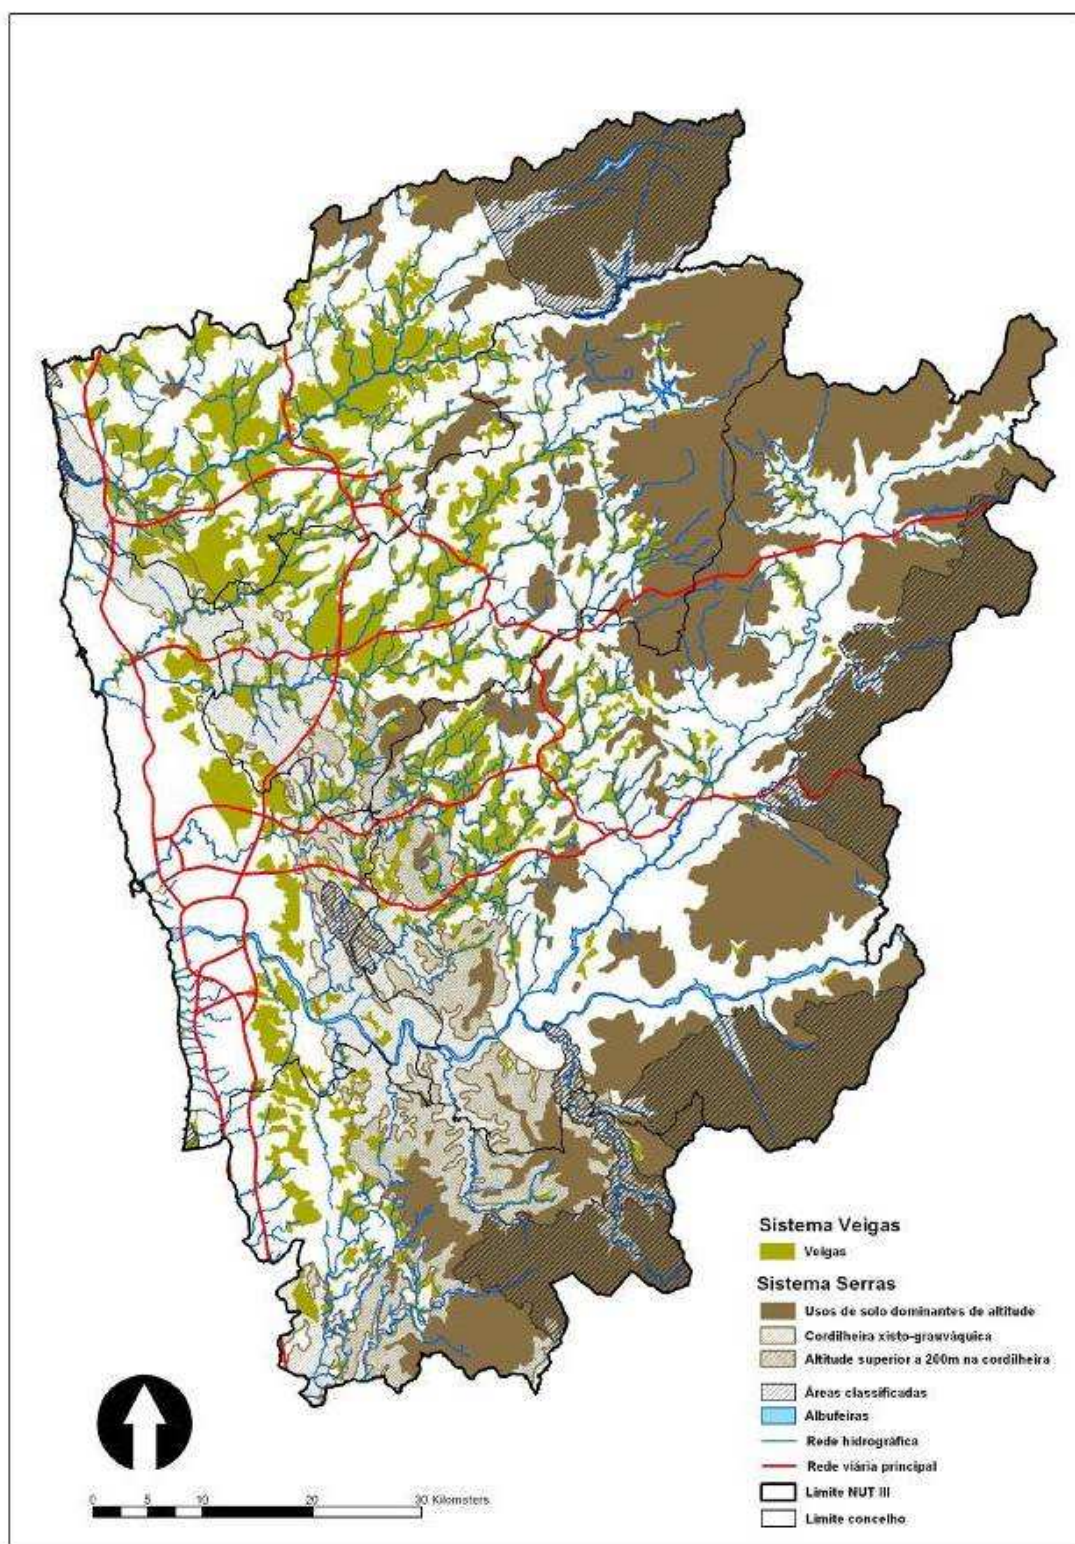 Sistema Veigas
Veigas
Sistema Serras
Usos de solo dominantes de altitude
Cordilheira xisto-grauváquica
Altitude superior a 200m na cordilheira
Áreas classificadas
Albufeiras
Rede hidrográfica
Rede viária principal
Limite NUT III
Limite concelho
0 5 10 20 30 Kilometers